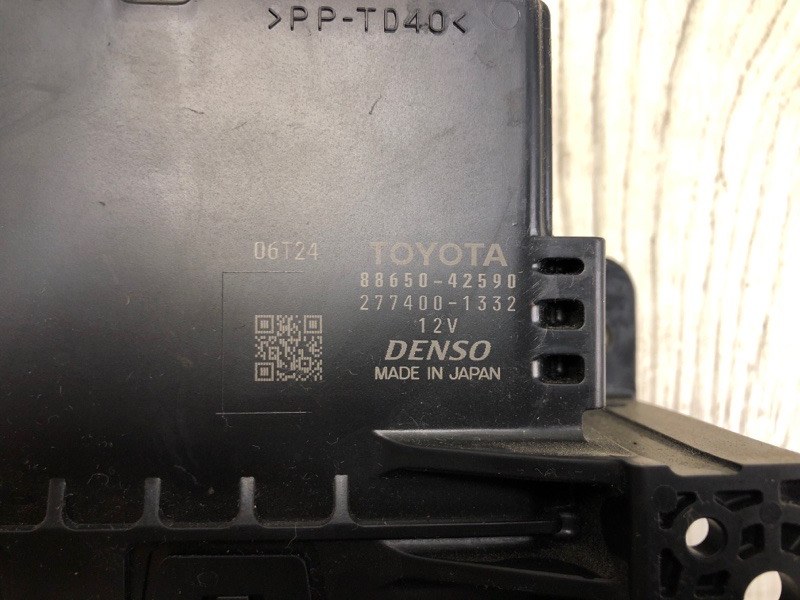 >PP-TD40<
06T24
TOYOTA
88650-42590
277400-1332
12V
DENSO
MADE IN JAPAN